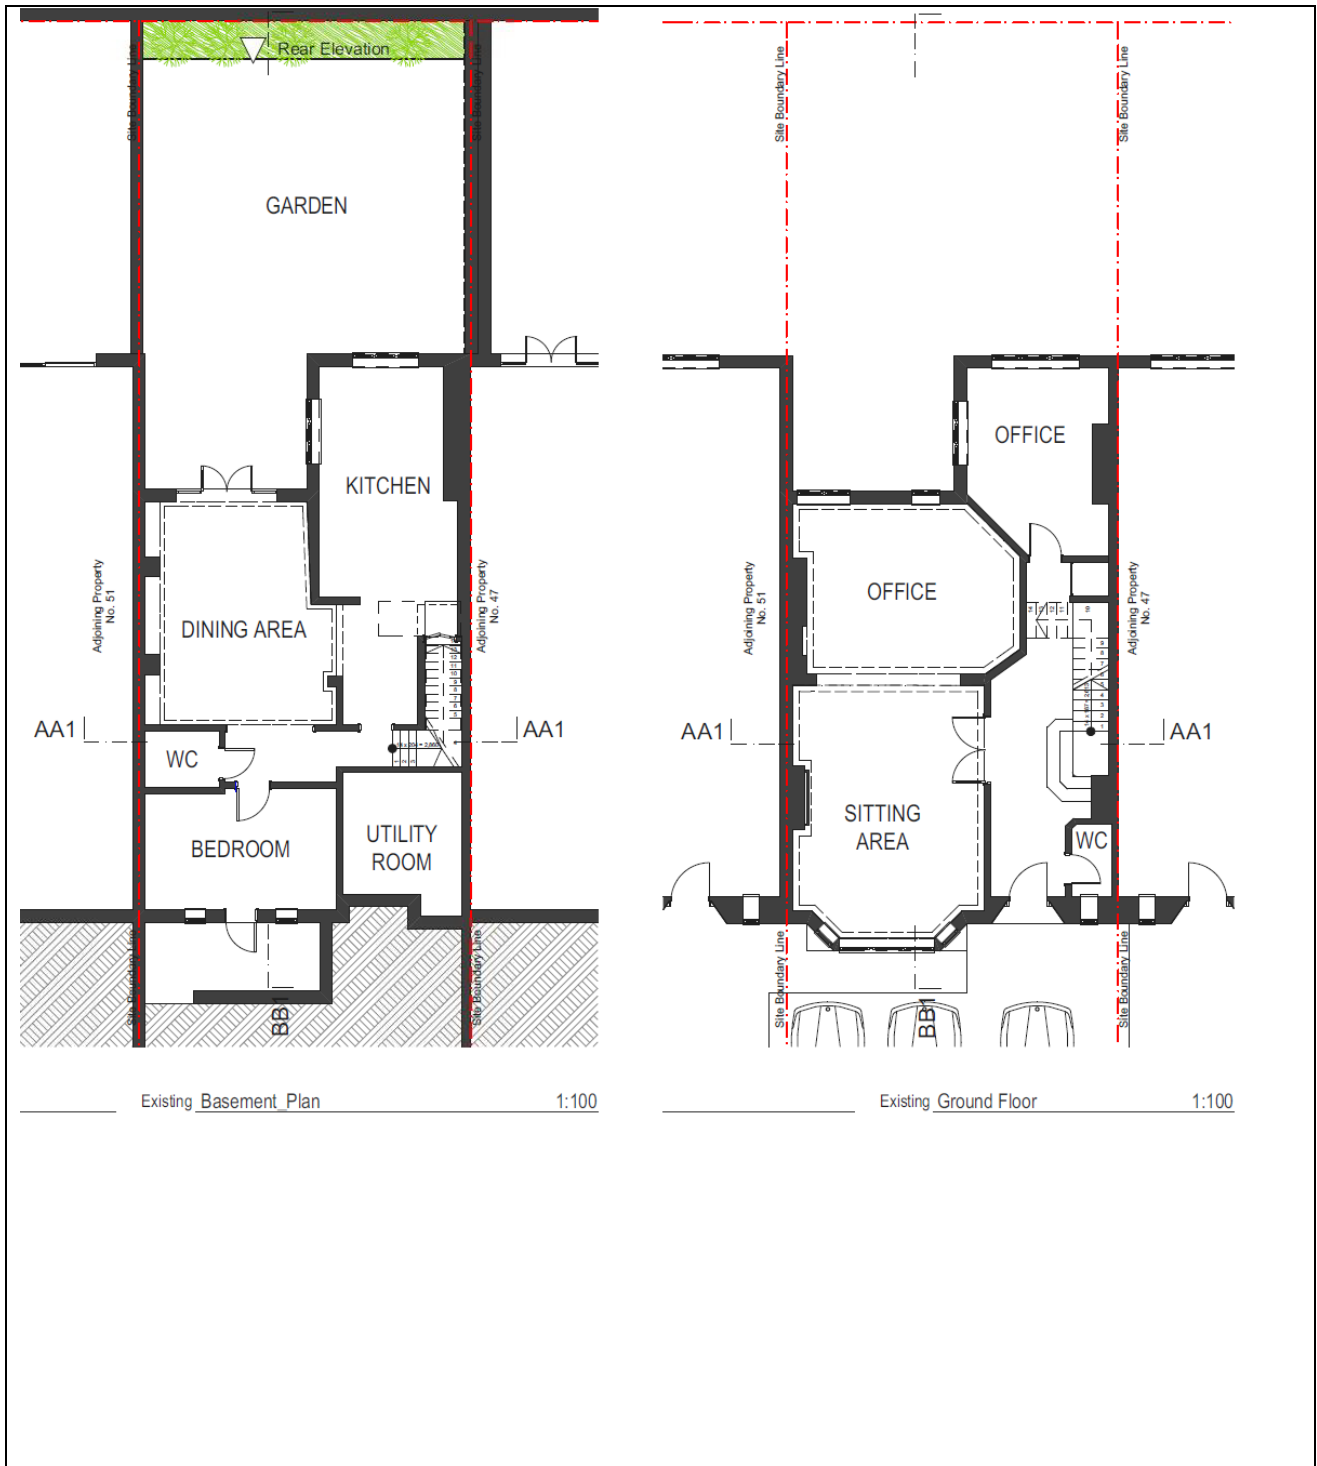 Rear Elevation
Site Boundary Line
Site Boundary Line
GARDEN
KITCHEN
DINING AREA
Adjoining Property
No. 51
Adjoining Property
No. 47
AA1
AA1
WC
BEDROOM
UTILITY
ROOM
Site Boundary Line
Site Boundary Line
BB1
Existing Basement_Plan
1:100
Site Boundary Line
Site Boundary Line
OFFICE
OFFICE
Adjoining Property
No. 51
Adjoining Property
No. 47
AA1
AA1
SITTING
AREA
WC
Site Boundary Line
Site Boundary Line
BB1
Existing Ground Floor
1:100